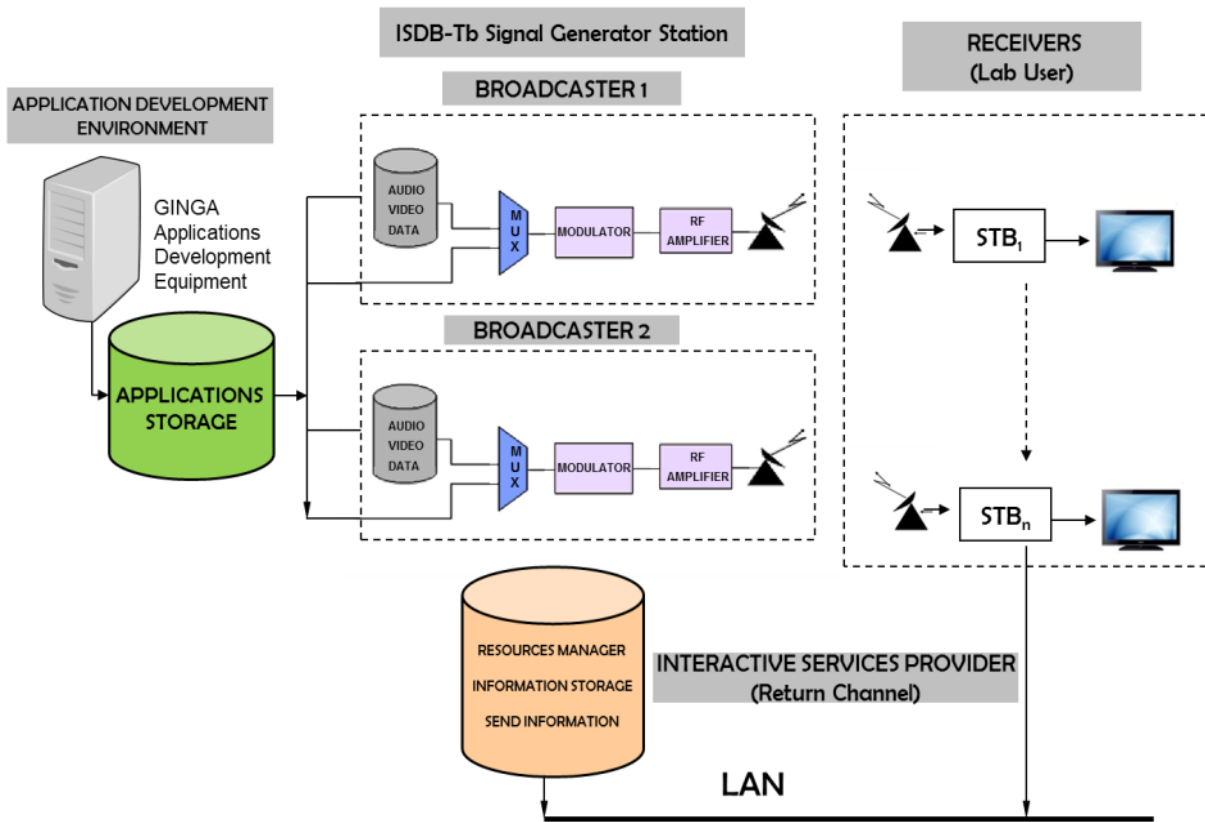 ISDB-Tb Signal Generator Station
RECEIVERS
(Lab User)
APPLICATION DEVELOPMENT
ENVIRONMENT
GINGA
Applications
Development
Equipment
APPLICATIONS
STORAGE
BROADCASTER 1
AUDIO
VIDEO
DATA
M
U
X
MODULATOR
RF
AMPLIFIER
BROADCASTER 2
AUDIO
VIDEO
DATA
M
U
X
MODULATOR
RF
AMPLIFIER
STB1
STBn
RESOURCES MANAGER
INFORMATION STORAGE
SEND INFORMATION
INTERACTIVE SERVICES PROVIDER
(Return Channel)
LAN